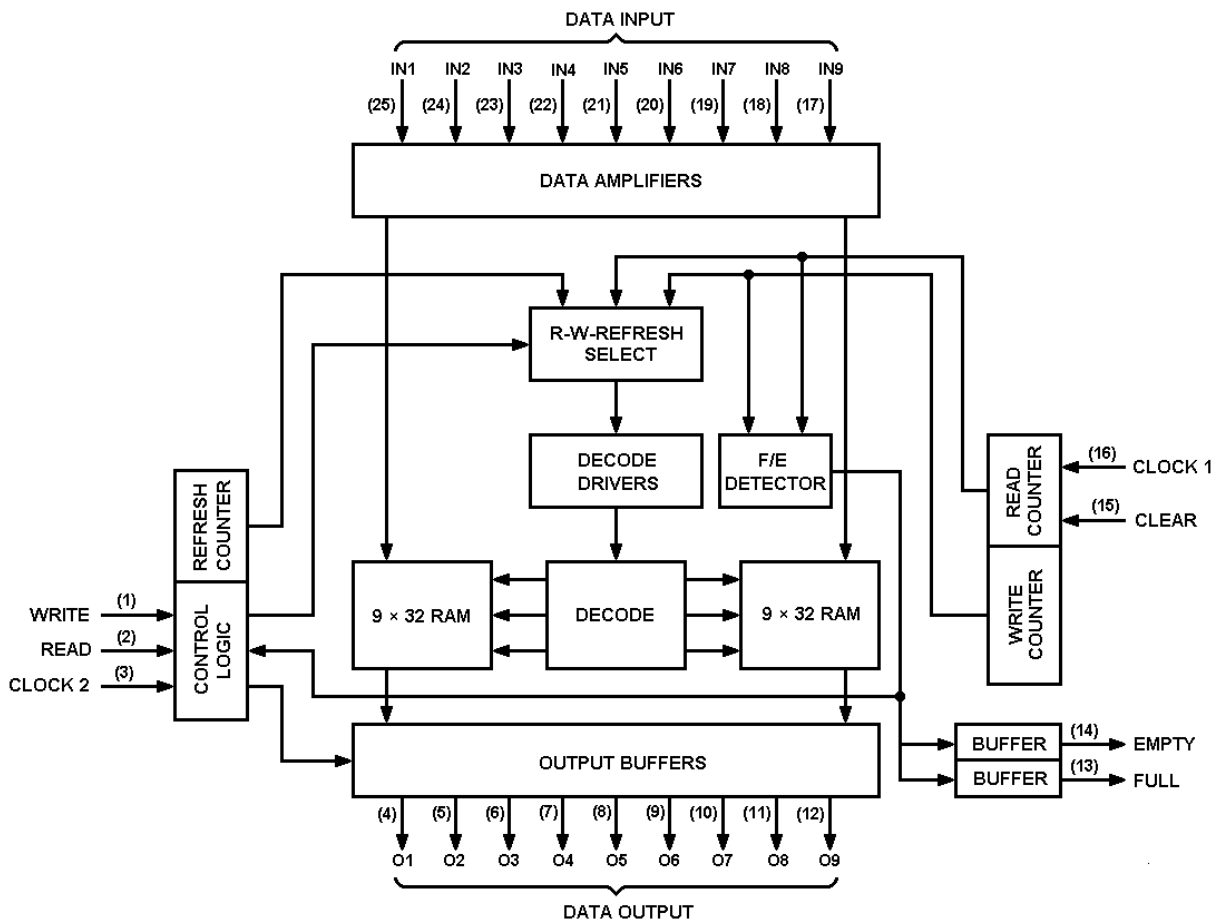 DATA INPUT
IN1 IN2 IN3 IN4 IN5 IN6 IN7 IN8 IN9
(25) (24) (23) (22) (21) (20) (19) (18) (17)
DATA AMPLIFIERS
R-W-REFRESH
SELECT
DECODE
DRIVERS
F/E
DETECTOR
READ
COUNTER
(16) CLOCK 1
(15) CLEAR
REFRESH
COUNTER
WRITE
COUNTER
WRITE (1)
READ (2)
CLOCK 2 (3)
CONTROL
LOGIC
9 × 32 RAM
DECODE
9 × 32 RAM
OUTPUT BUFFERS
BUFFER (14) EMPTY
BUFFER (13) FULL
(4) (5) (6) (7) (8) (9) (10) (11) (12)
O1 O2 O3 O4 O5 O6 O7 O8 O9
DATA OUTPUT